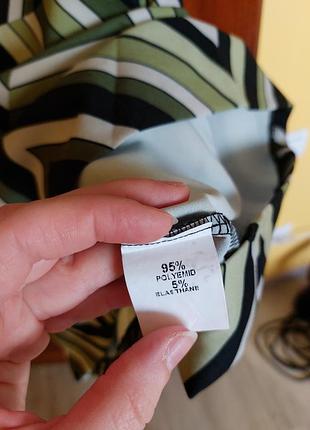 95%
POLYEMID
5%
ELASTHANE